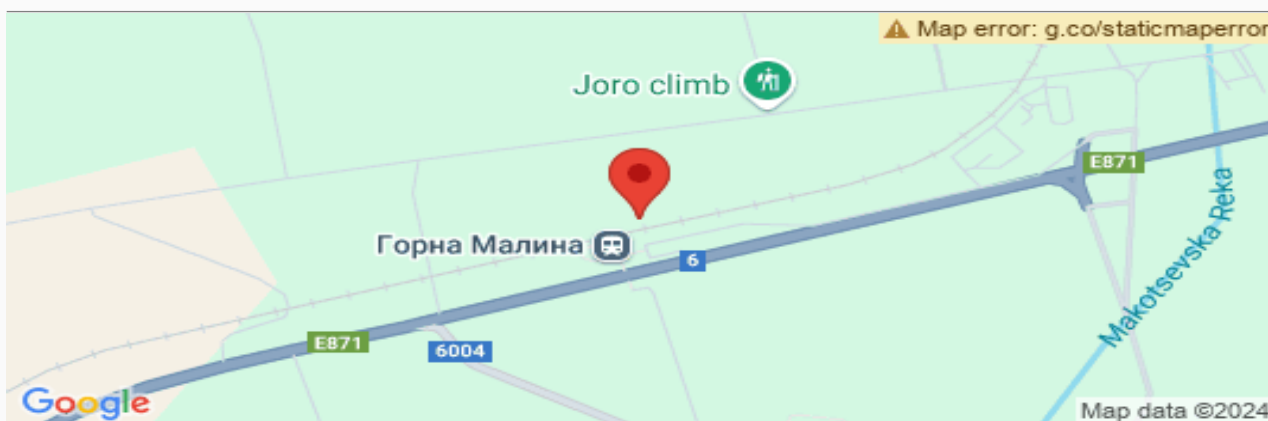 Map error: g.co/staticmaperror
Joro climb
E871
Горна Малина
6
Makotsevska Reka
E871
6004
Google
Map data ©2024